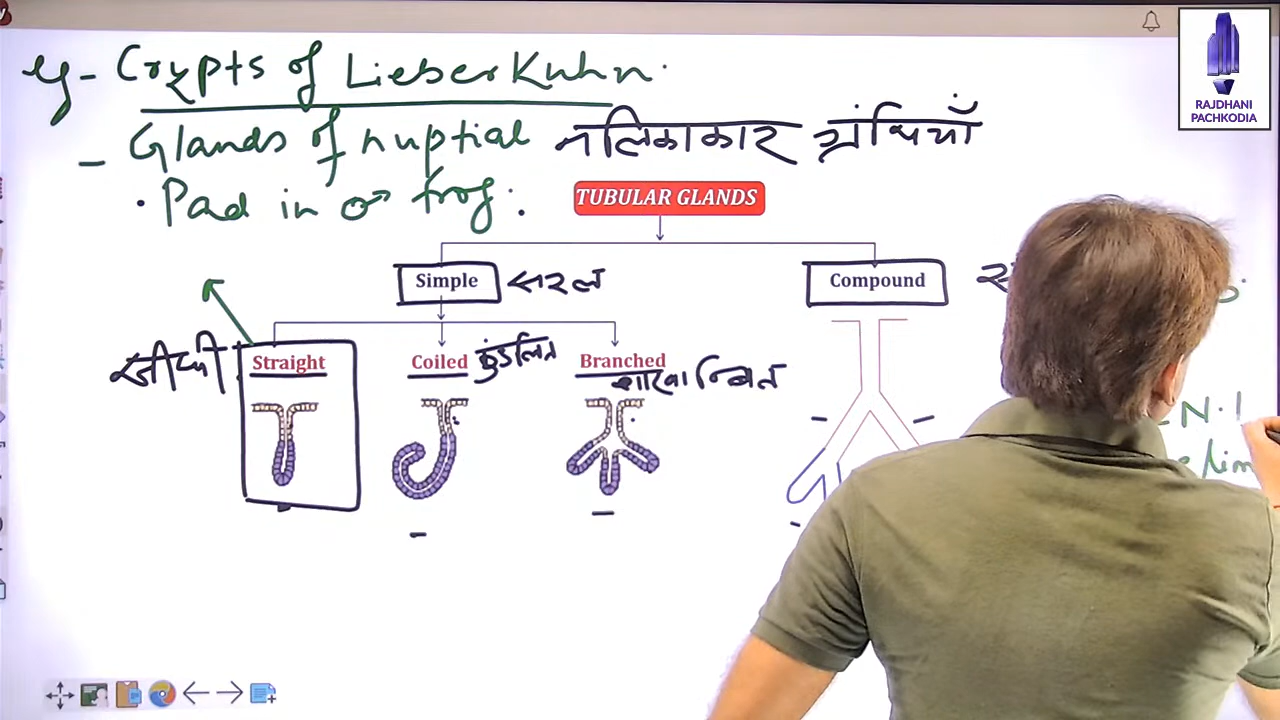 eg - Crypts of LieberKuhn.
- Glands of nuptial नलिकाकार ग्रंथियाँ
· Pad in ♂ frog.
TUBULAR GLANDS
Simple सरल
Compound
सीधी Straight
Coiled कुंडलित
Branched शाखान्वित
N.
RAJDHANI
PACHKODIA